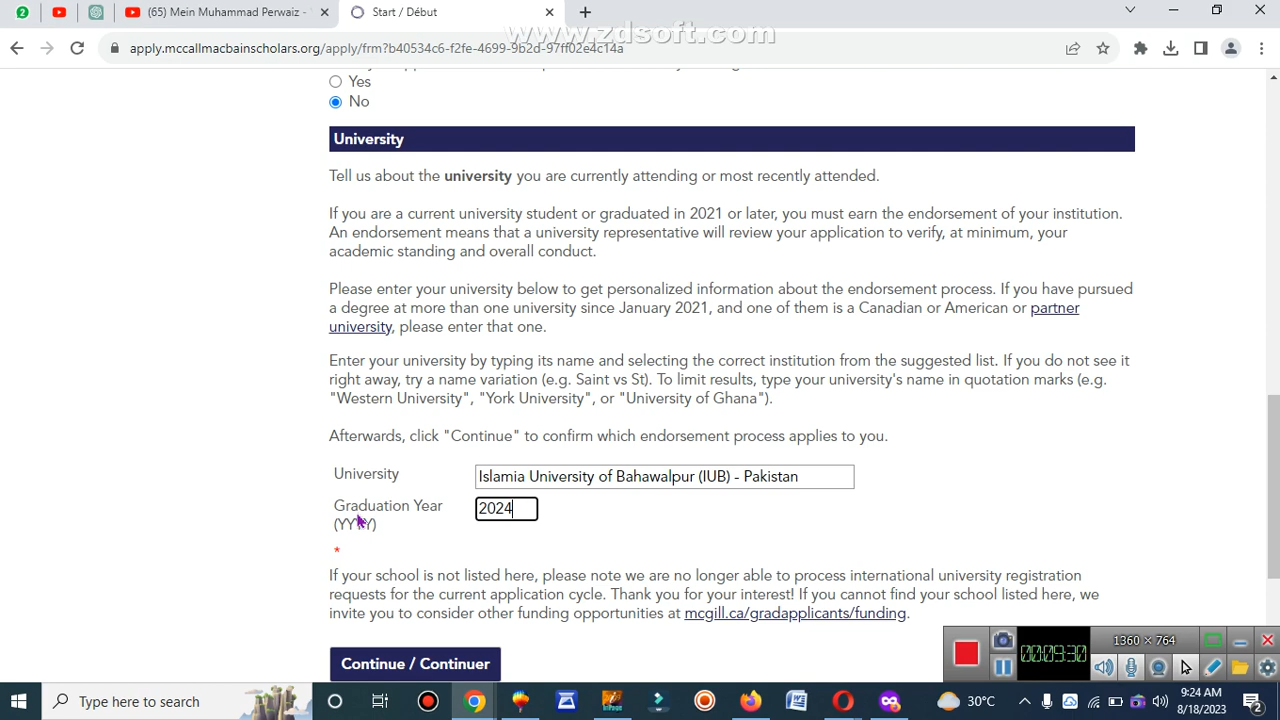 2
(65) Mein Muhammad Perwaiz -
Start / Début
www.zdsoft.com
apply.mccallmacbainscholars.org/apply/frm?b40534c6-f2fe-4699-9b2d-97ff02e4c14a
Yes
No
University
Tell us about the university you are currently attending or most recently attended.
If you are a current university student or graduated in 2021 or later, you must earn the endorsement of your institution.
An endorsement means that a university representative will review your application to verify, at minimum, your
academic standing and overall conduct.
Please enter your university below to get personalized information about the endorsement process. If you have pursued
a degree at more than one university since January 2021, and one of them is a Canadian or American or partner
university, please enter that one.
Enter your university by typing its name and selecting the correct institution from the suggested list. If you do not see it
right away, try a name variation (e.g. Saint vs St). To limit results, type your university's name in quotation marks (e.g.
"Western University", "York University", or "University of Ghana").
Afterwards, click "Continue" to confirm which endorsement process applies to you.
University
Islamia University of Bahawalpur (IUB) - Pakistan
Graduation Year
(YYYY)
2024
*
If your school is not listed here, please note we are no longer able to process international university registration
requests for the current application cycle. Thank you for your interest! If you cannot find your school listed here, we
invite you to consider other funding opportunities at mcgill.ca/gradapplicants/funding.
Continue / Continuer
00:09:30
1360 × 764
Type here to search
30°C
9:24 AM
8/18/2023
2